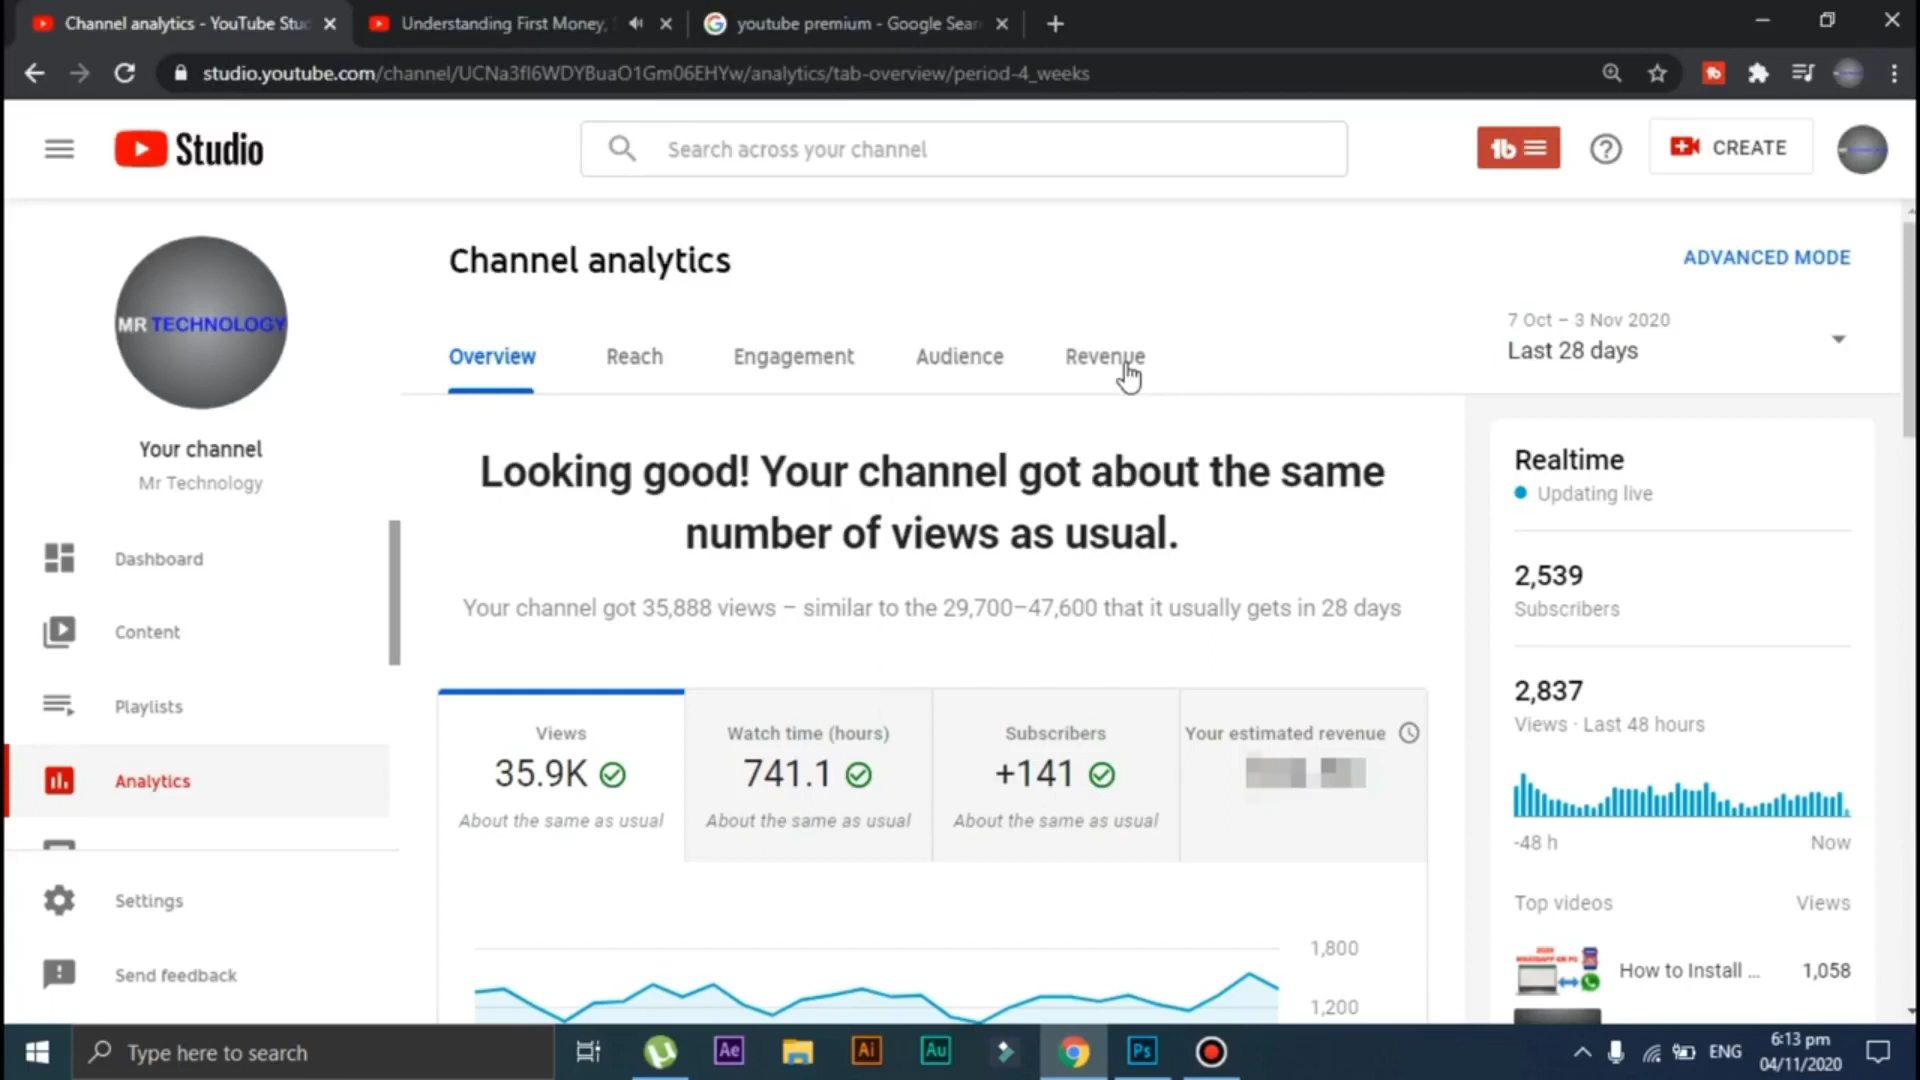 Channel analytics - YouTube Stud
Understanding First Money,
youtube premium - Google Sear
studio.youtube.com/channel/UCNa3fI6WDYBuaO1Gm06EHYw/analytics/tab-overview/period-4_weeks
Studio
Search across your channel
CREATE
MR TECHNOLOGY
Your channel
Mr Technology
Dashboard
Content
Playlists
Analytics
Settings
Send feedback
Channel analytics
ADVANCED MODE
7 Oct – 3 Nov 2020
Last 28 days
Overview
Reach
Engagement
Audience
Revenue
Looking good! Your channel got about the same
number of views as usual.
Your channel got 35,888 views – similar to the 29,700–47,600 that it usually gets in 28 days
Views
35.9K
About the same as usual
Watch time (hours)
741.1
About the same as usual
Subscribers
+141
About the same as usual
Your estimated revenue
1,800
1,200
Realtime
Updating live
2,539
Subscribers
2,837
Views · Last 48 hours
-48 h
Now
Top videos
Views
How to Install ...
1,058
Type here to search
Ae
Ai
Au
Ps
ENG
6:13 pm
04/11/2020